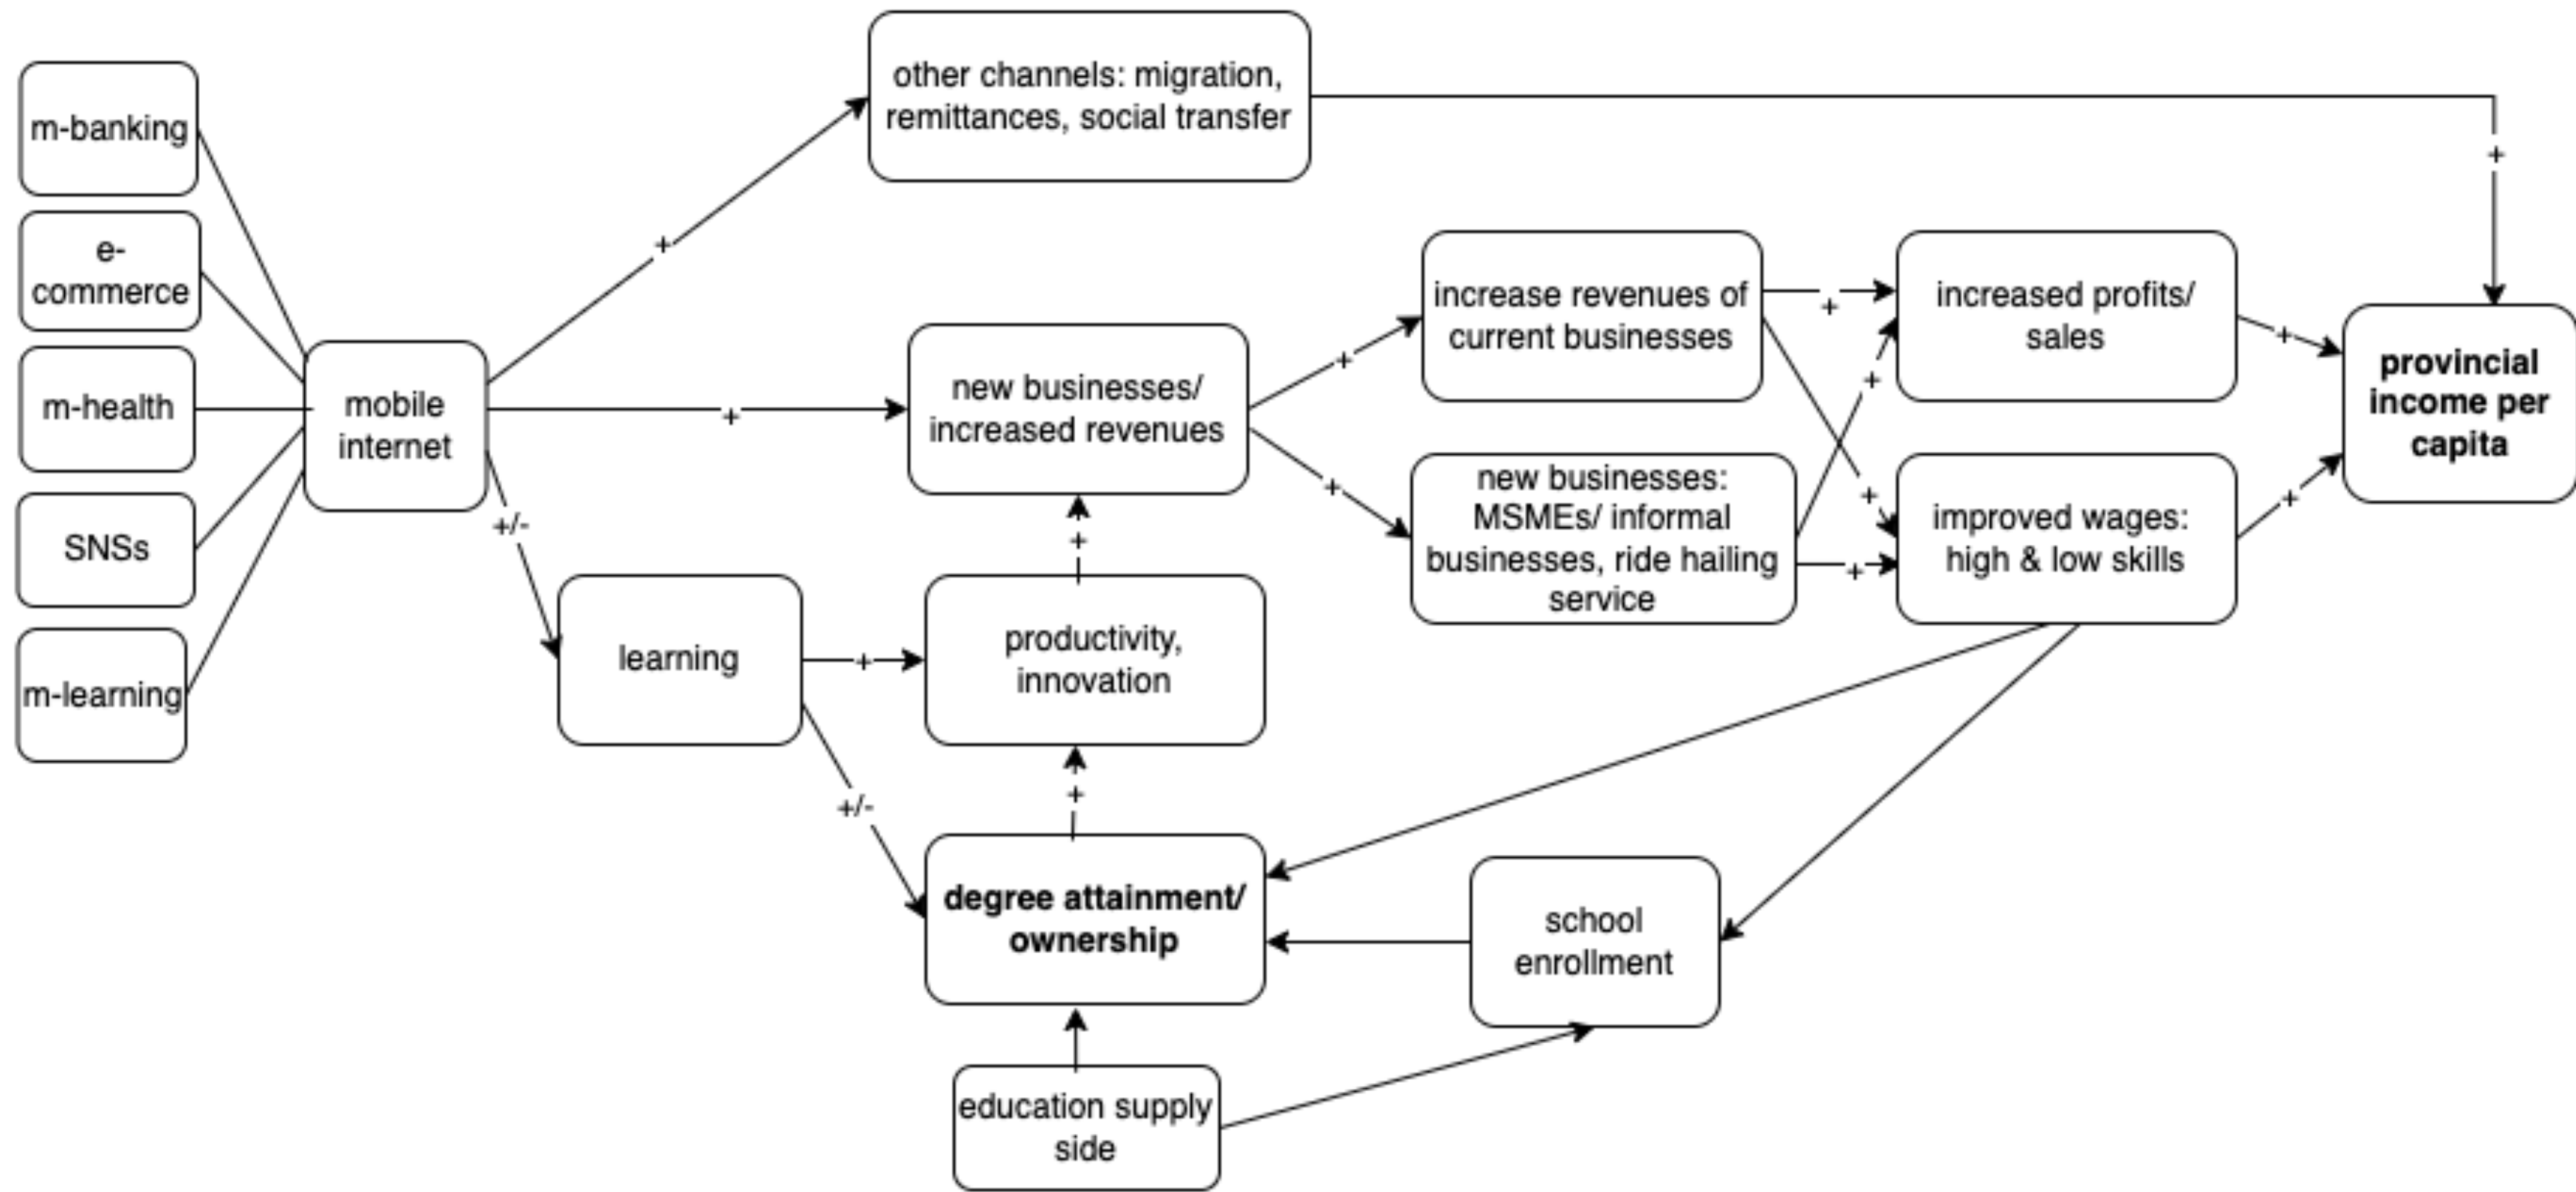 other channels: migration,
remittances, social transfer
m-banking
e-
commerce
m-health
SNSs
m-learning
mobile
internet
+
+
+/-
new businesses/
increased revenues
+
+
increase revenues of
current businesses
new businesses:
MSMEs/ informal
businesses, ride hailing
service
+
+
+
+
increased profits/
sales
improved wages:
high & low skills
+
+
+
provincial
income per
capita
learning
+
+/-
productivity,
innovation
+
+
degree attainment/
ownership
school
enrollment
education supply
side